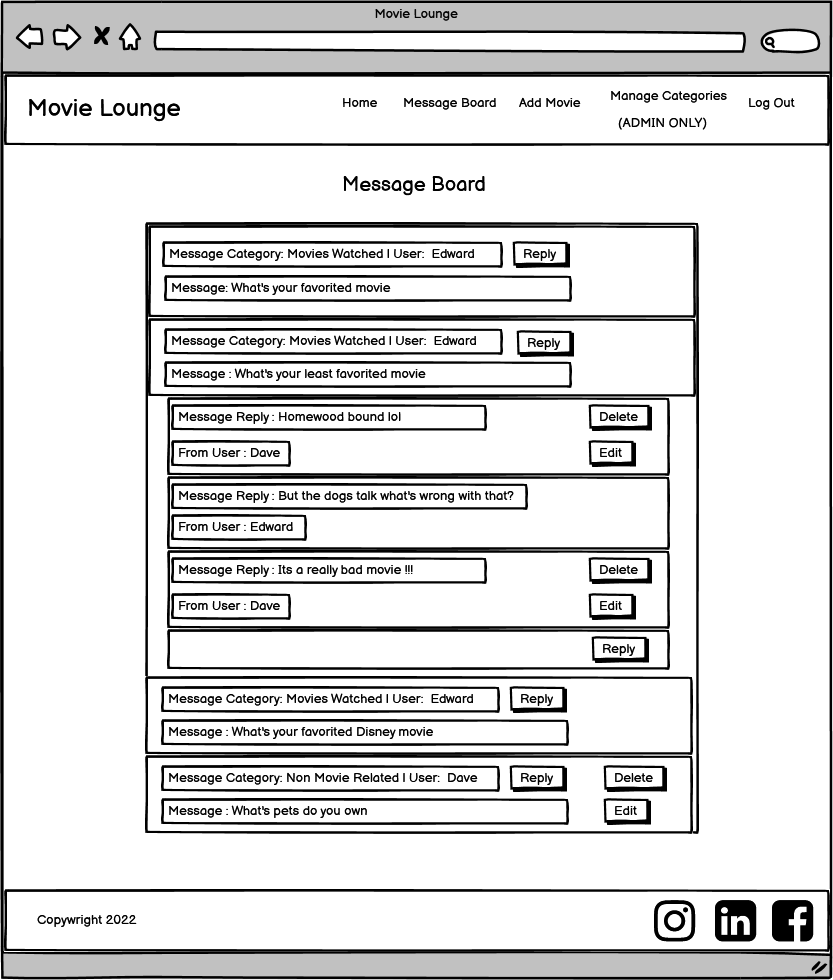 Movie Lounge
Movie Lounge
Home Message Board Add Movie Manage Categories (ADMIN ONLY) Log Out
Message Board
Message Category: Movies Watched | User: Edward Reply
Message: What's your favorited movie
Message Category: Movies Watched | User: Edward Reply
Message : What's your least favorited movie
Message Reply : Homewood bound lol Delete
From User : Dave Edit
Message Reply : But the dogs talk what's wrong with that?
From User : Edward
Message Reply : Its a really bad movie !!! Delete
From User : Dave Edit
Reply
Message Category: Movies Watched | User: Edward Reply
Message : What's your favorited Disney movie
Message Category: Non Movie Related | User: Dave Reply Delete
Message : What's pets do you own Edit
Copywright 2022
in